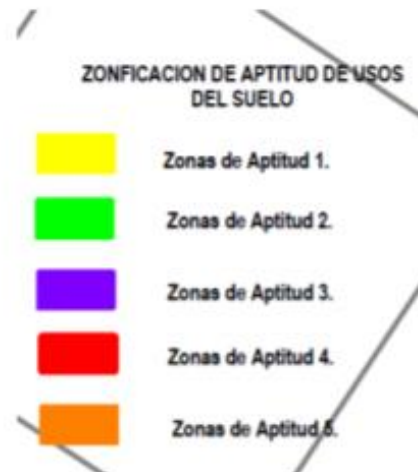 ZONFICACION DE APTITUD DE USOS
DEL SUELO
Zonas de Aptitud 1.
Zonas de Aptitud 2.
Zonas de Aptitud 3.
Zonas de Aptitud 4.
Zonas de Aptitud 5.